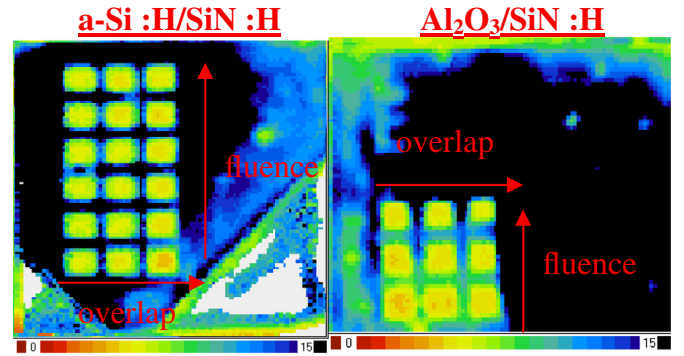 a-Si :H/SiN :H
Al₂O₃/SiN :H
fluence
overlap
overlap
fluence
0 15
0 15